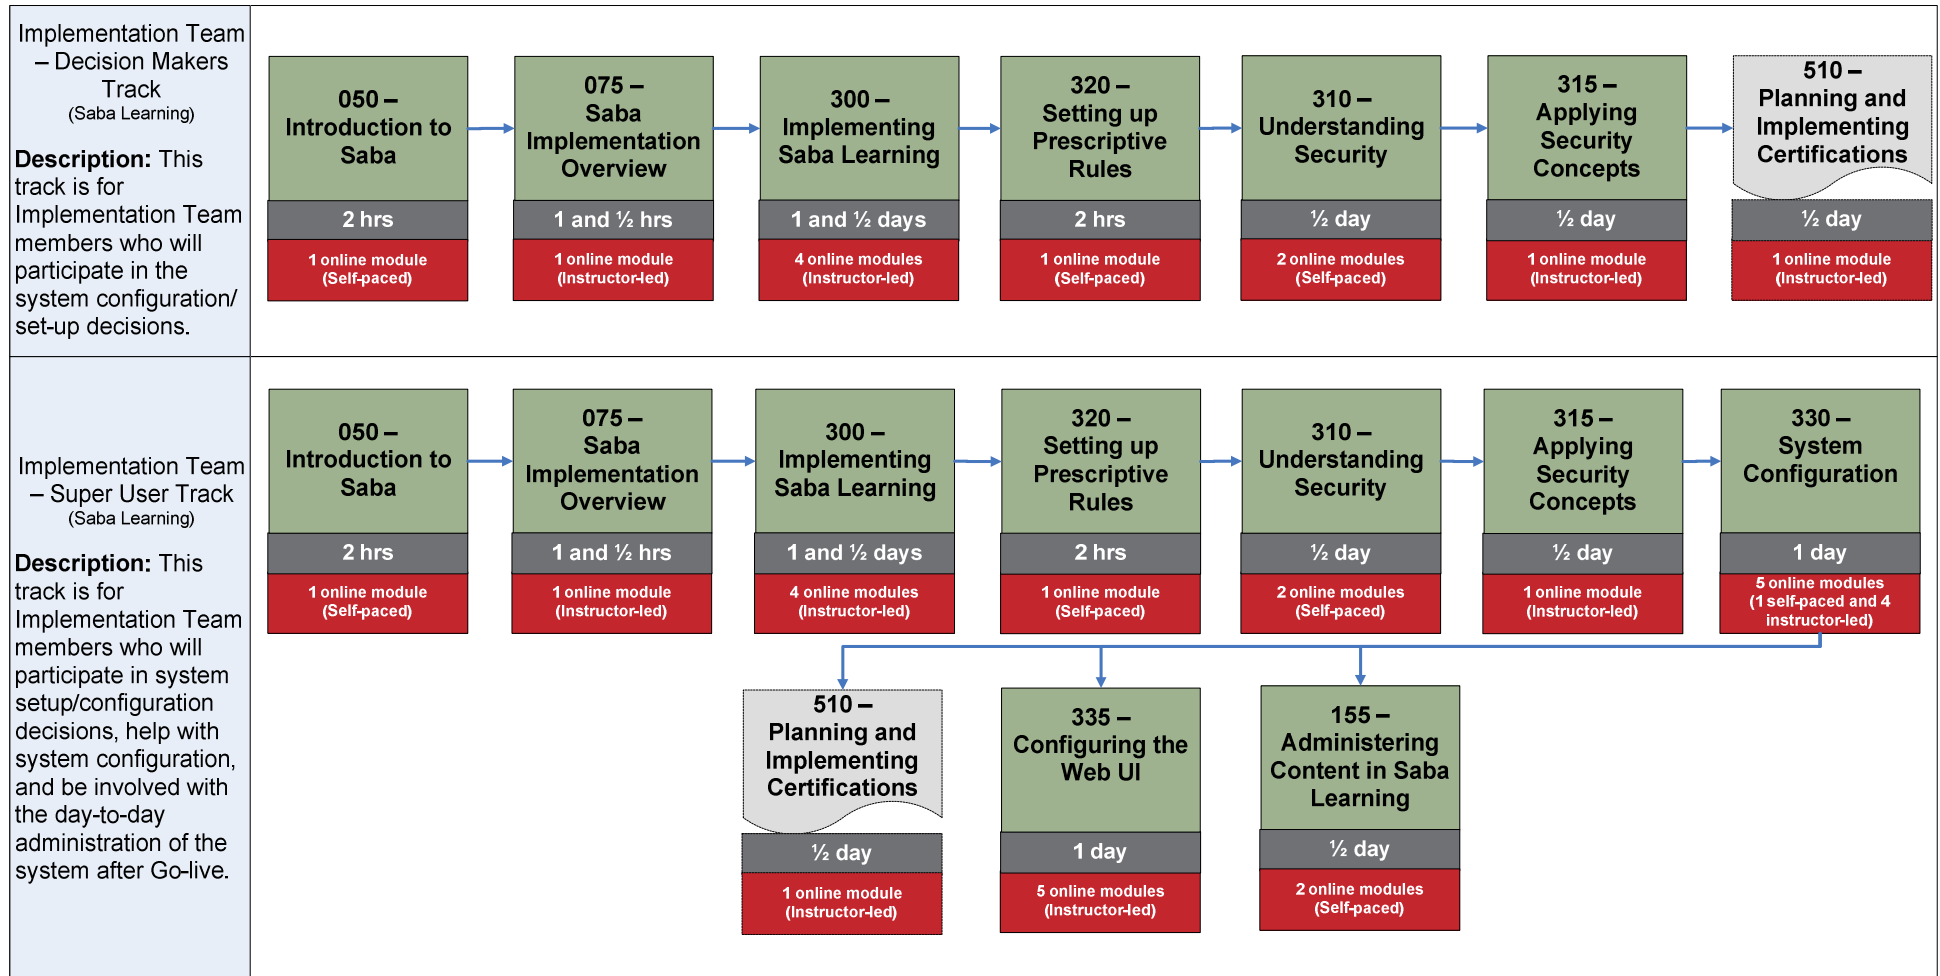 Implementation Team
– Decision Makers
Track
(Saba Learning)
Description: This
track is for
Implementation Team
members who will
participate in the
system configuration/
set-up decisions.
050 –
Introduction to
Saba
2 hrs
1 online module
(Self-paced)
075 –
Saba
Implementation
Overview
1 and ½ hrs
1 online module
(Instructor-led)
300 –
Implementing
Saba Learning
1 and ½ days
4 online modules
(Instructor-led)
320 –
Setting up
Prescriptive
Rules
2 hrs
1 online module
(Self-paced)
310 –
Understanding
Security
½ day
2 online modules
(Self-paced)
315 –
Applying
Security
Concepts
½ day
1 online module
(Instructor-led)
510 –
Planning and
Implementing
Certifications
½ day
1 online module
(Instructor-led)
Implementation Team
– Super User Track
(Saba Learning)
Description: This
track is for
Implementation Team
members who will
participate in system
setup/configuration
decisions, help with
system configuration,
and be involved with
the day-to-day
administration of the
system after Go-live.
050 –
Introduction to
Saba
2 hrs
1 online module
(Self-paced)
075 –
Saba
Implementation
Overview
1 and ½ hrs
1 online module
(Instructor-led)
300 –
Implementing
Saba Learning
1 and ½ days
4 online modules
(Instructor-led)
320 –
Setting up
Prescriptive
Rules
2 hrs
1 online module
(Self-paced)
310 –
Understanding
Security
½ day
2 online modules
(Self-paced)
315 –
Applying
Security
Concepts
½ day
1 online module
(Instructor-led)
330 –
System
Configuration
1 day
5 online modules
(1 self-paced and 4
instructor-led)
510 –
Planning and
Implementing
Certifications
½ day
1 online module
(Instructor-led)
335 –
Configuring the
Web UI
1 day
5 online modules
(Instructor-led)
155 –
Administering
Content in Saba
Learning
½ day
2 online modules
(Self-paced)